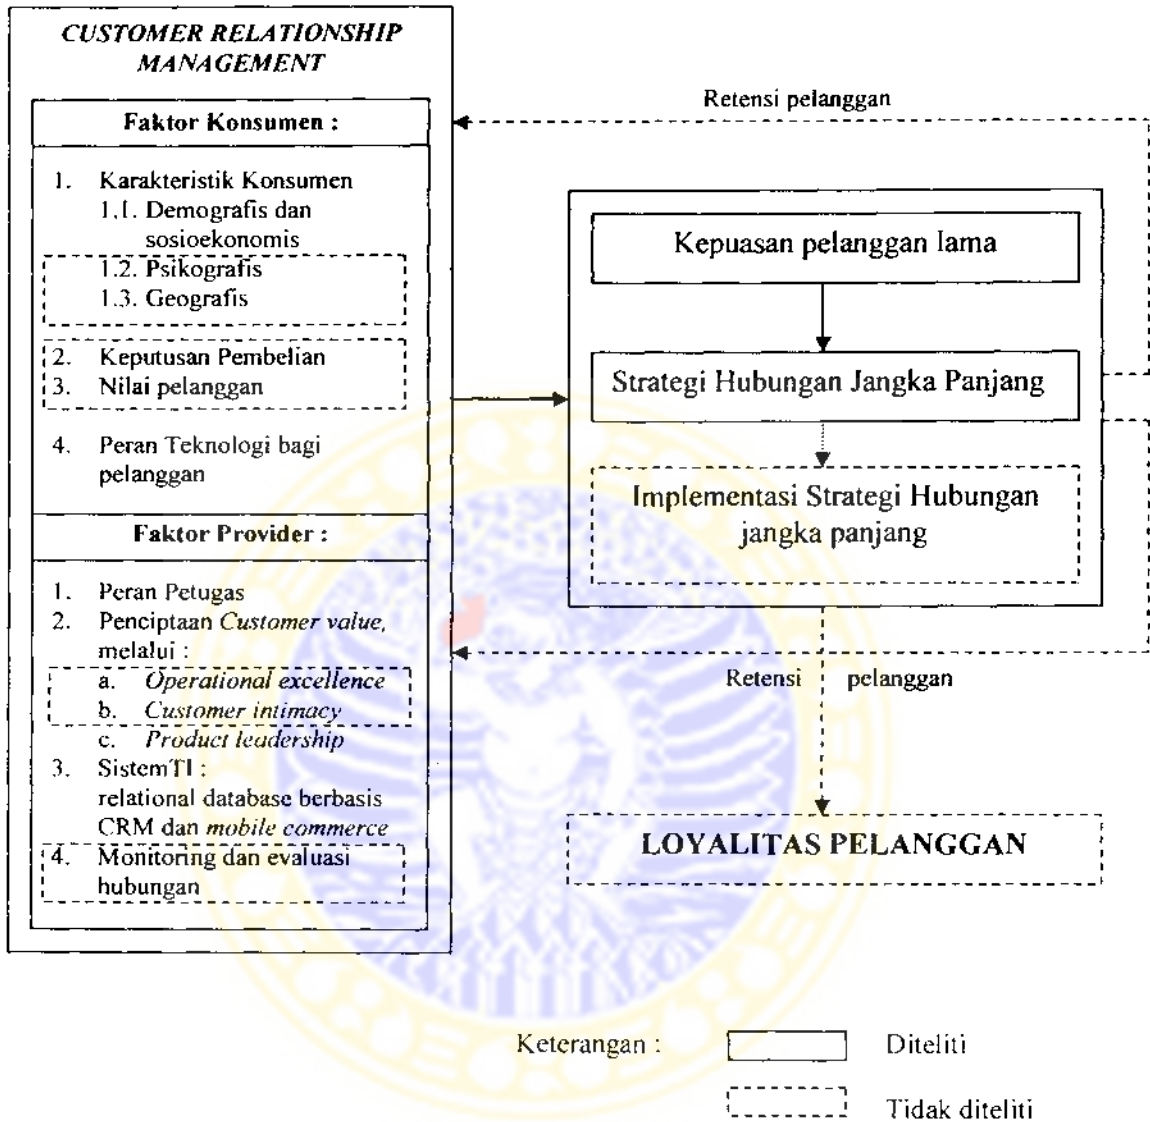 CUSTOMER RELATIONSHIP
MANAGEMENT
Faktor Konsumen :
1. Karakteristik Konsumen
1.1. Demografis dan
sosioekonomis
1.2. Psikografis
1.3. Geografis
2. Keputusan Pembelian
3. Nilai pelanggan
4. Peran Teknologi bagi
pelanggan
Faktor Provider :
1. Peran Petugas
2. Penciptaan Customer value,
melalui :
a. Operational excellence
b. Customer intimacy
c. Product leadership
3. SistemTI :
relational database berbasis
CRM dan mobile commerce
4. Monitoring dan evaluasi
hubungan
Retensi pelanggan
Kepuasan pelanggan lama
Strategi Hubungan Jangka Panjang
Implementasi Strategi Hubungan
jangka panjang
Retensi pelanggan
LOYALITAS PELANGGAN
Keterangan :
Diteliti
Tidak diteliti